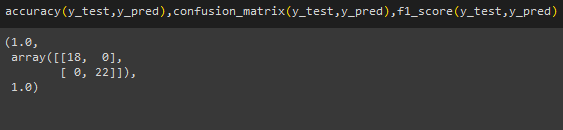 accuracy(y_test,y_pred),confusion_matrix(y_test,y_pred),f1_score(y_test,y_pred)
(1.0,
 array([[18,  0],
        [ 0, 22]]),
 1.0)